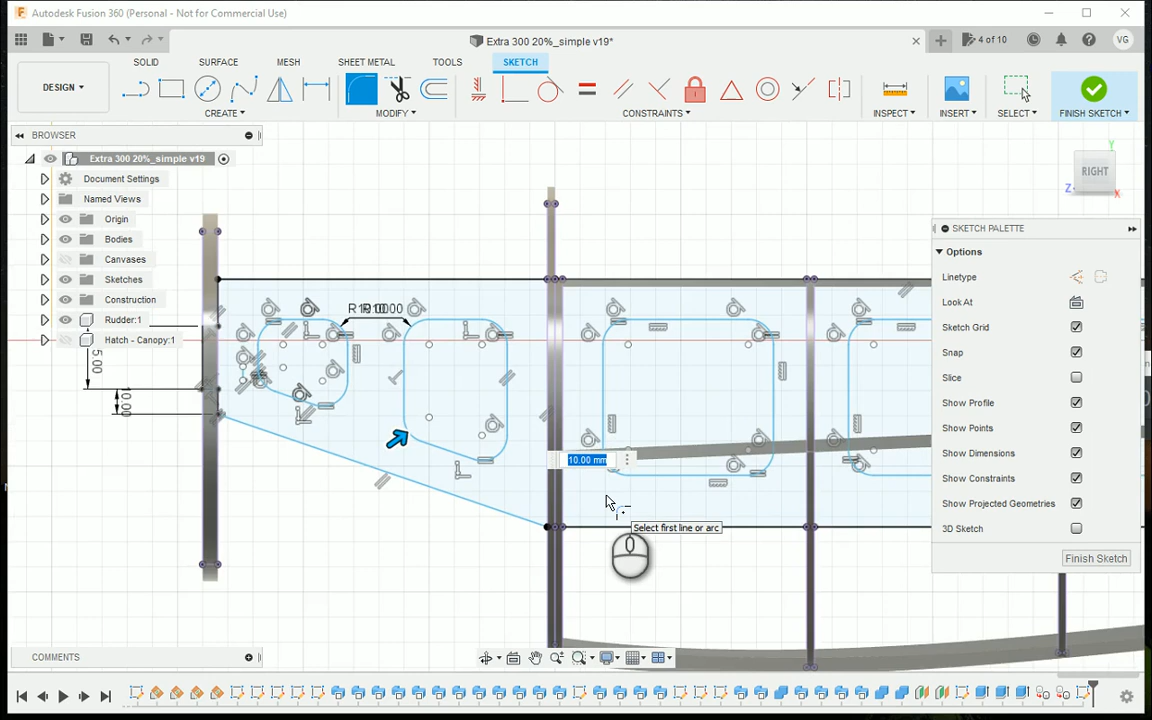 Autodesk Fusion 360 (Personal - Not for Commercial Use)
Extra 300 20%_simple v19*
4 of 10
VG
SOLID SURFACE MESH SHEET METAL TOOLS SKETCH
DESIGN
CREATE MODIFY CONSTRAINTS INSPECT INSERT SELECT FINISH SKETCH
BROWSER
Extra 300 20%_simple v19
Document Settings
Named Views
Origin
Bodies
Canvases
Sketches
Construction
Rudder:1
Hatch - Canopy:1
Y
RIGHT
Z
X
SKETCH PALETTE
Options
Linetype
Look At
Sketch Grid
Snap
Slice
Show Profile
Show Points
Show Dimensions
Show Constraints
Show Projected Geometries
3D Sketch
Finish Sketch
5.00
10.00
10.00 mm
Select first line or arc
COMMENTS